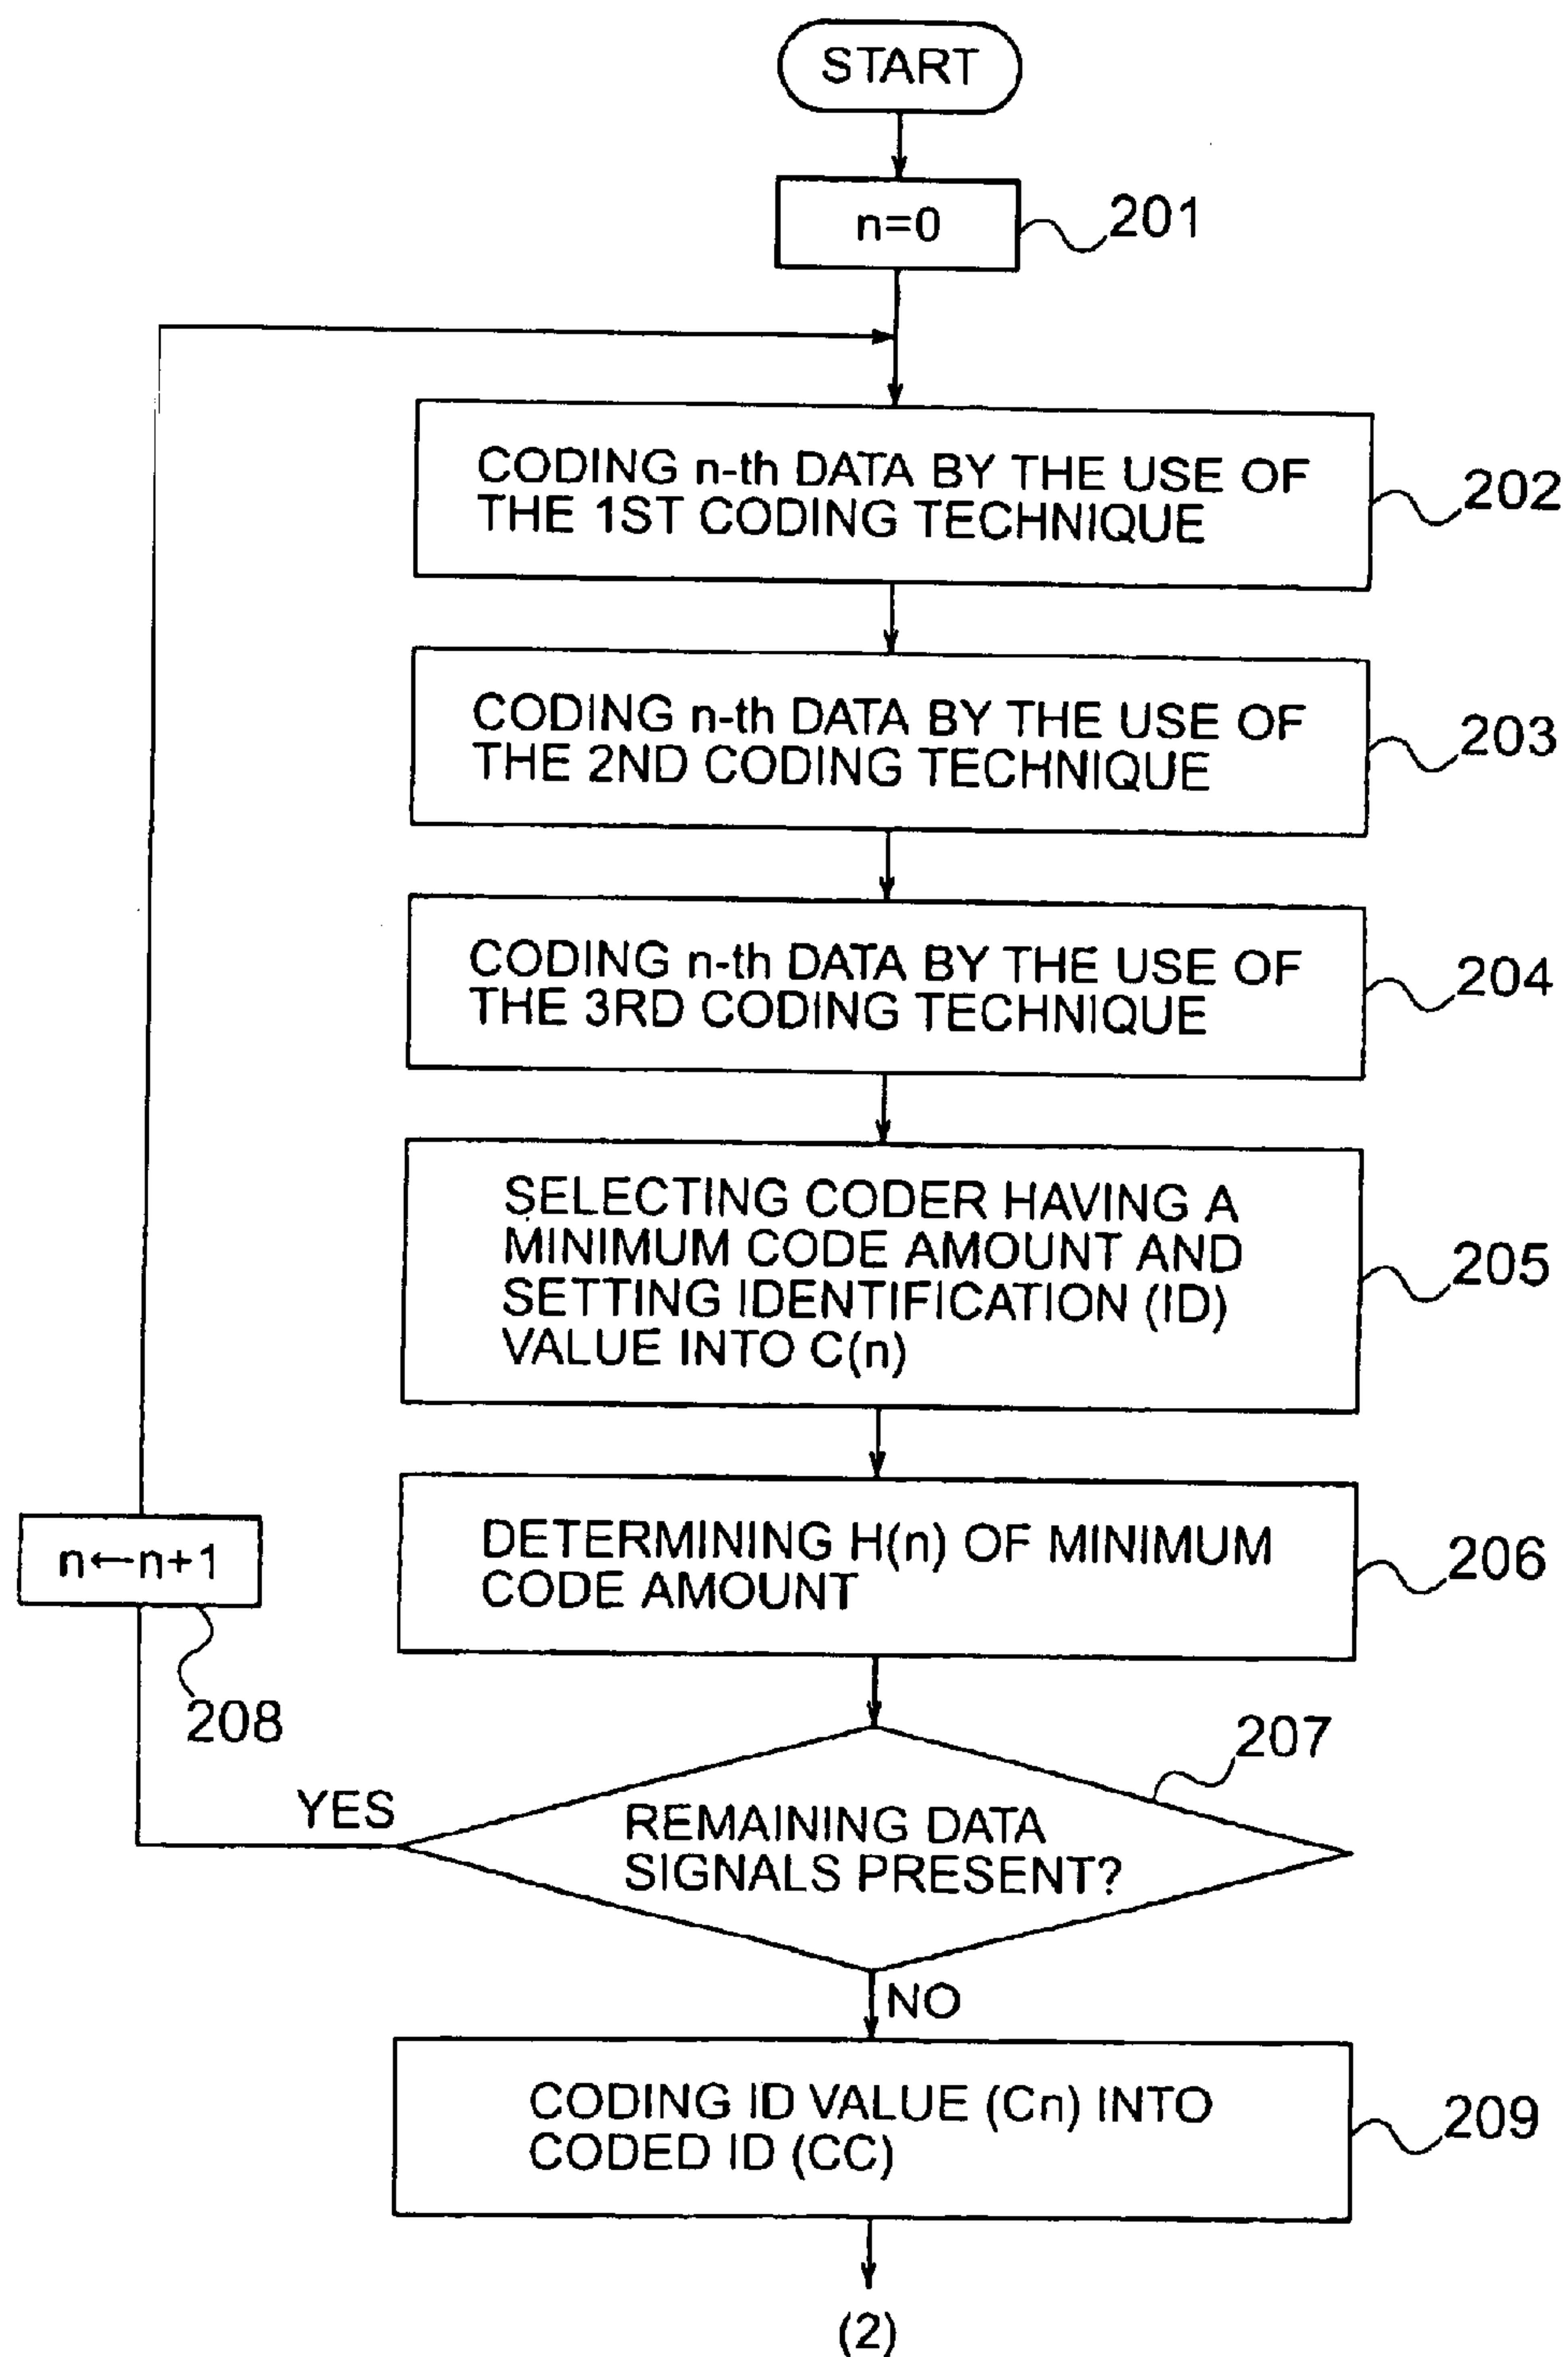 START
n=0
201
CODING n-th DATA BY THE USE OF
THE 1ST CODING TECHNIQUE
202
CODING n-th DATA BY THE USE OF
THE 2ND CODING TECHNIQUE
203
CODING n-th DATA BY THE USE OF
THE 3RD CODING TECHNIQUE
204
SELECTING CODER HAVING A
MINIMUM CODE AMOUNT AND
SETTING IDENTIFICATION (ID)
VALUE INTO C(n)
205
DETERMINING H(n) OF MINIMUM
CODE AMOUNT
206
n←n+1
208
207
YES
REMAINING DATA
SIGNALS PRESENT?
NO
CODING ID VALUE (Cn) INTO
CODED ID (CC)
209
(2)